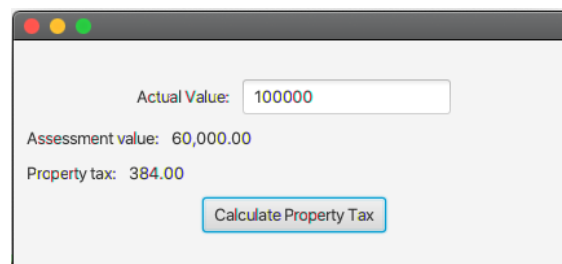 Actual Value: 100000
Assessment value: 60,000.00
Property tax: 384.00
Calculate Property Tax